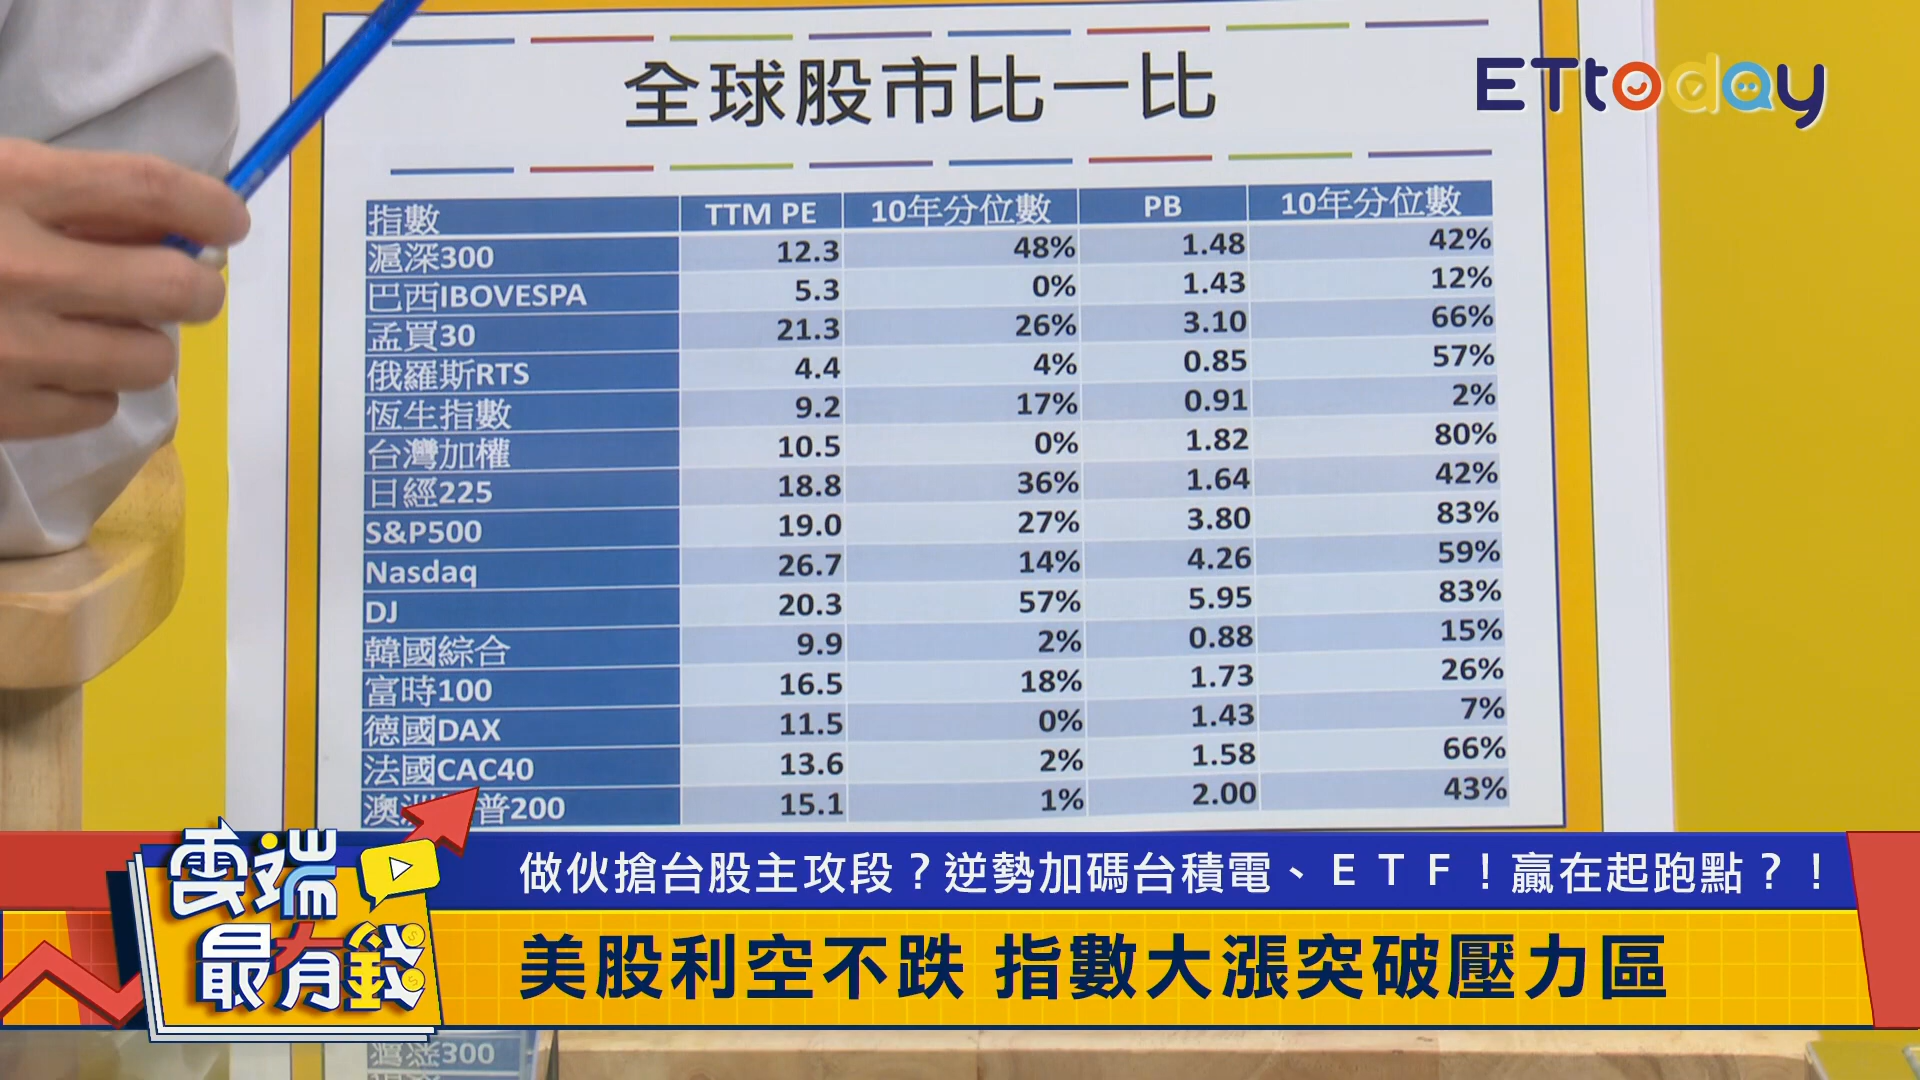 全球股市比一比
ETtoday
指數 TTM PE 10年分位數 PB 10年分位數
滬深300 12.3 48% 1.48 42%
巴西IBOVESPA 5.3 0% 1.43 12%
孟買30 21.3 26% 3.10 66%
俄羅斯RTS 4.4 4% 0.85 57%
恆生指數 9.2 17% 0.91 2%
台灣加權 10.5 0% 1.82 80%
日經225 18.8 36% 1.64 42%
S&P500 19.0 27% 3.80 83%
Nasdaq 26.7 14% 4.26 59%
DJ 20.3 57% 5.95 83%
韓國綜合 9.9 2% 0.88 15%
富時100 16.5 18% 1.73 26%
德國DAX 11.5 0% 1.43 7%
法國CAC40 13.6 2% 1.58 66%
澳洲 普200 15.1 1% 2.00 43%
雲端
最有錢
做伙搶台股主攻段？逆勢加碼台積電、ETF！贏在起跑點？！
美股利空不跌 指數大漲突破壓力區
滬深300